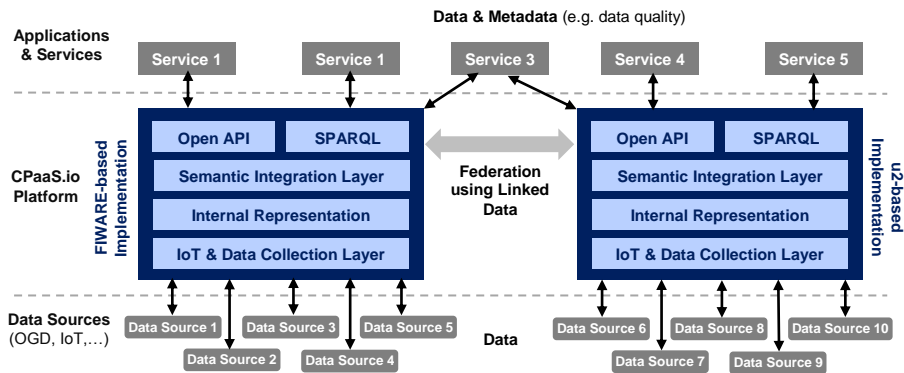 Data & Metadata (e.g. data quality)
Applications
& Services
Service 1
Service 1
Service 3
Service 4
Service 5
CPaaS.io
Platform
FIWARE-based
Implementation
Open API
SPARQL
Semantic Integration Layer
Internal Representation
IoT & Data Collection Layer
Federation
using Linked
Data
Open API
SPARQL
Semantic Integration Layer
Internal Representation
IoT & Data Collection Layer
u2-based
Implementation
Data Sources
(OGD, IoT,...)
Data Source 1
Data Source 2
Data Source 3
Data Source 4
Data Source 5
Data
Data Source 6
Data Source 7
Data Source 8
Data Source 9
Data Source 10